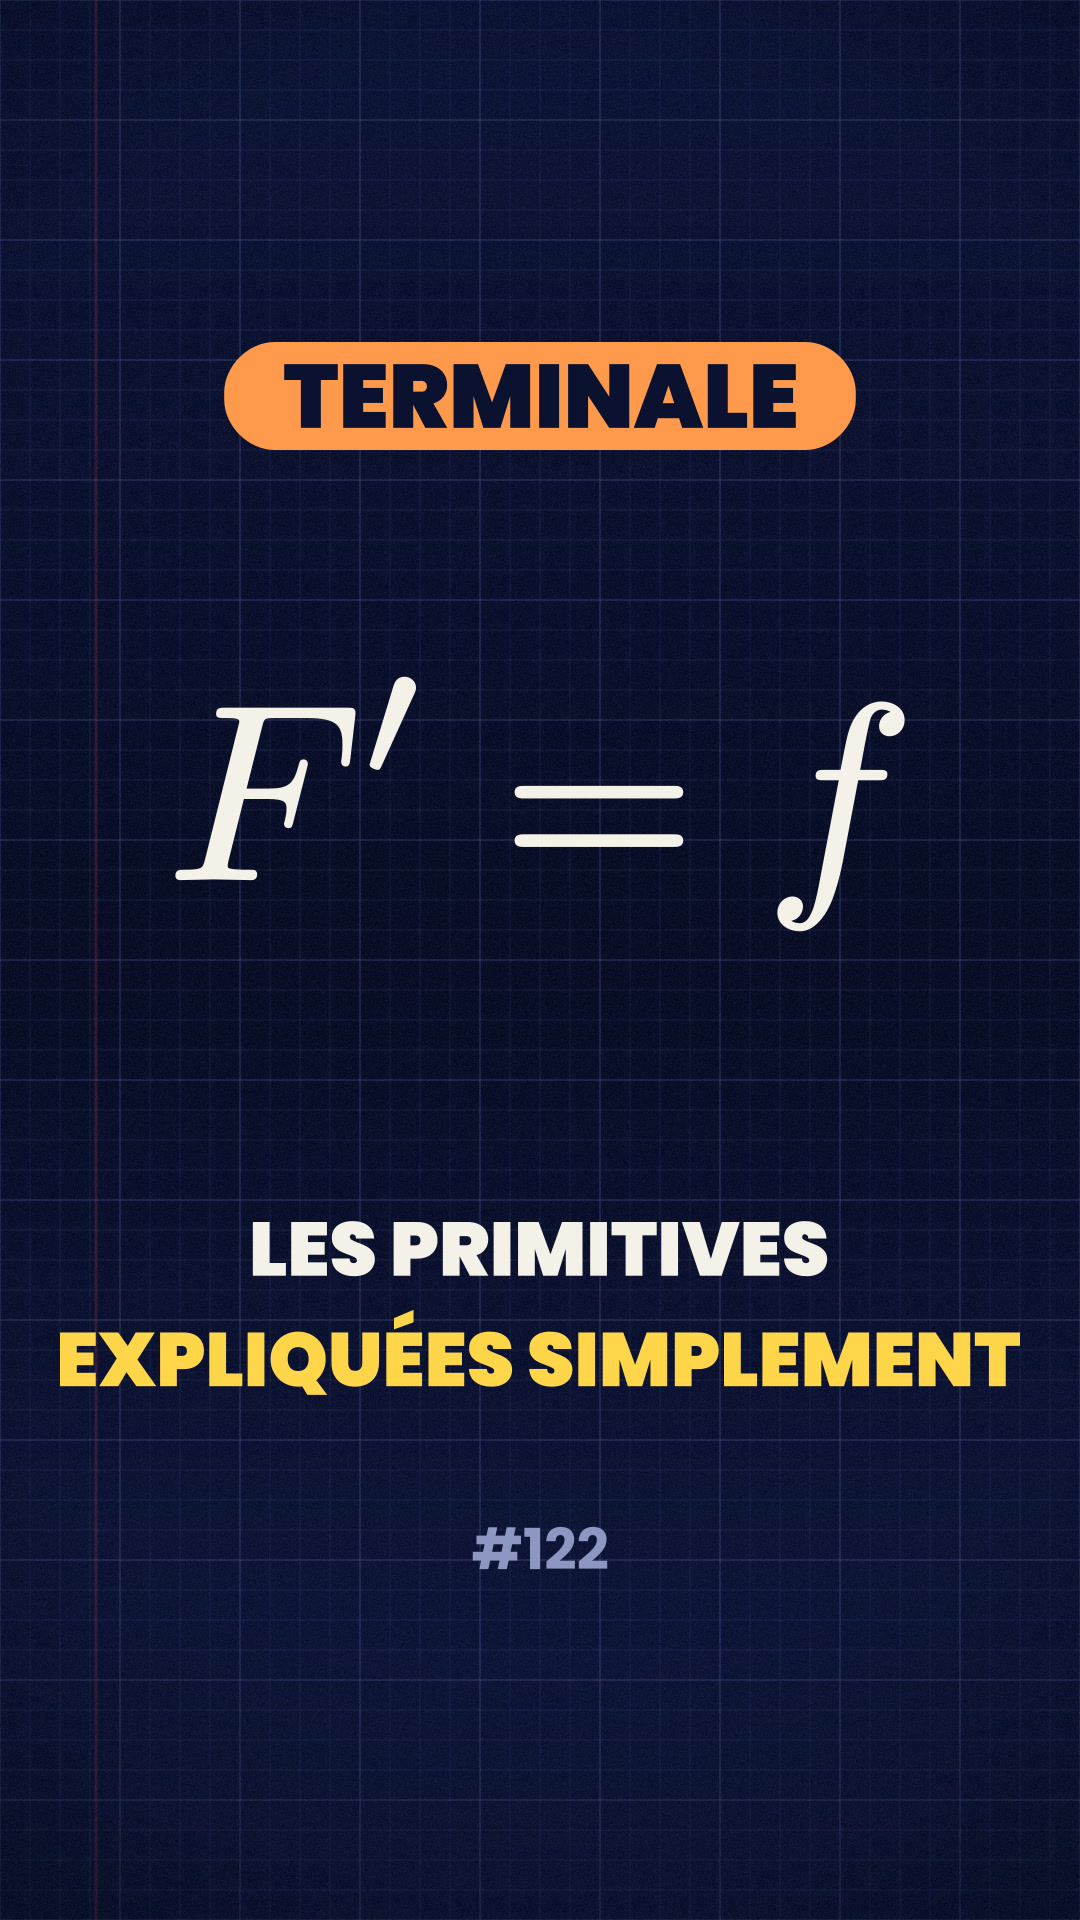 TERMINALE
F′ = f
LES PRIMITIVES
EXPLIQUÉES SIMPLEMENT
#122